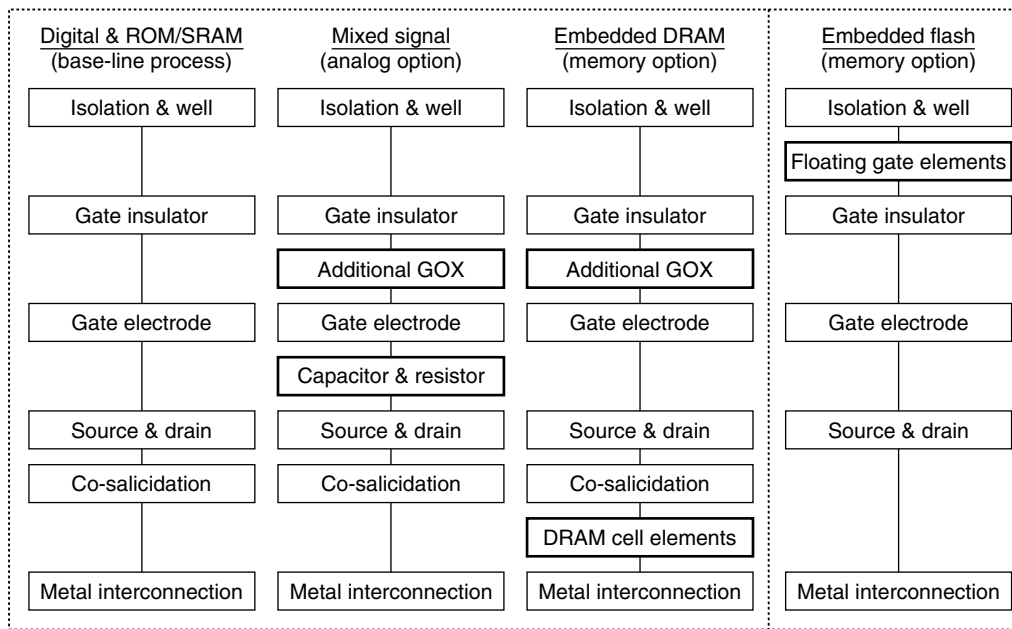 Digital & ROM/SRAM
(base-line process)
Isolation & well
Gate insulator
Gate electrode
Source & drain
Co-salicidation
Metal interconnection
Mixed signal
(analog option)
Isolation & well
Gate insulator
Additional GOX
Gate electrode
Capacitor & resistor
Source & drain
Co-salicidation
Metal interconnection
Embedded DRAM
(memory option)
Isolation & well
Gate insulator
Additional GOX
Gate electrode
Source & drain
Co-salicidation
DRAM cell elements
Metal interconnection
Embedded flash
(memory option)
Isolation & well
Floating gate elements
Gate insulator
Gate electrode
Source & drain
Metal interconnection